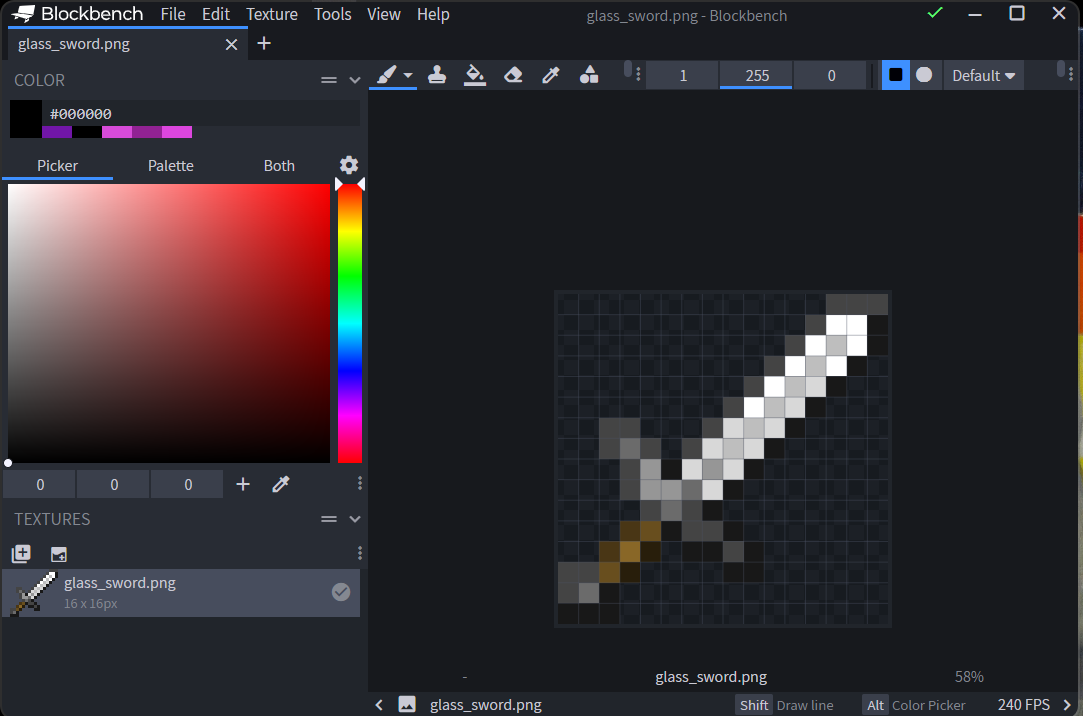 Blockbench File Edit Texture Tools View Help glass_sword.png - Blockbench
glass_sword.png
COLOR
1 255 0 Default
#000000
Picker Palette Both
0 0 0
TEXTURES
glass_sword.png
16 x 16px
- glass_sword.png 58%
glass_sword.png Shift Draw line Alt Color Picker 240 FPS